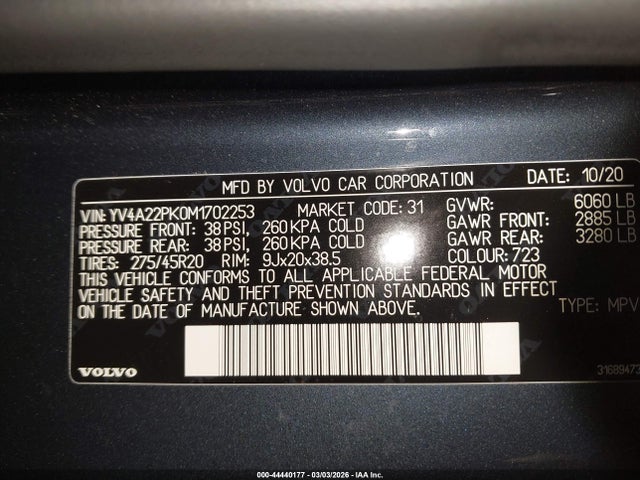 MFD BY VOLVO CAR CORPORATION DATE: 10/20
VIN: YV4A22PK0M1702253 MARKET CODE: 31 GVWR: 6060 LB
PRESSURE FRONT: 38 PSI, 260 KPA COLD GAWR FRONT: 2885 LB
PRESSURE REAR: 38 PSI, 260 KPA COLD GAWR REAR: 3280 LB
TIRES: 275/45R20 RIM: 9Jx20x38.5 COLOUR: 723
THIS VEHICLE CONFORMS TO ALL APPLICABLE FEDERAL MOTOR
VEHICLE SAFETY AND THEFT PREVENTION STANDARDS IN EFFECT
ON THE DATE OF MANUFACTURE SHOWN ABOVE. TYPE: MPV
VOLVO 31689473
000-44440177 - 03/03/2026 - IAA Inc.